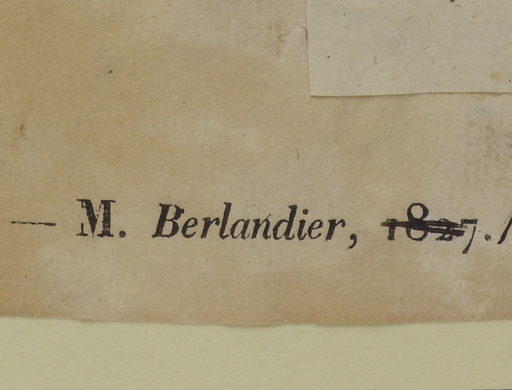 — M. Berlandier, 1827.